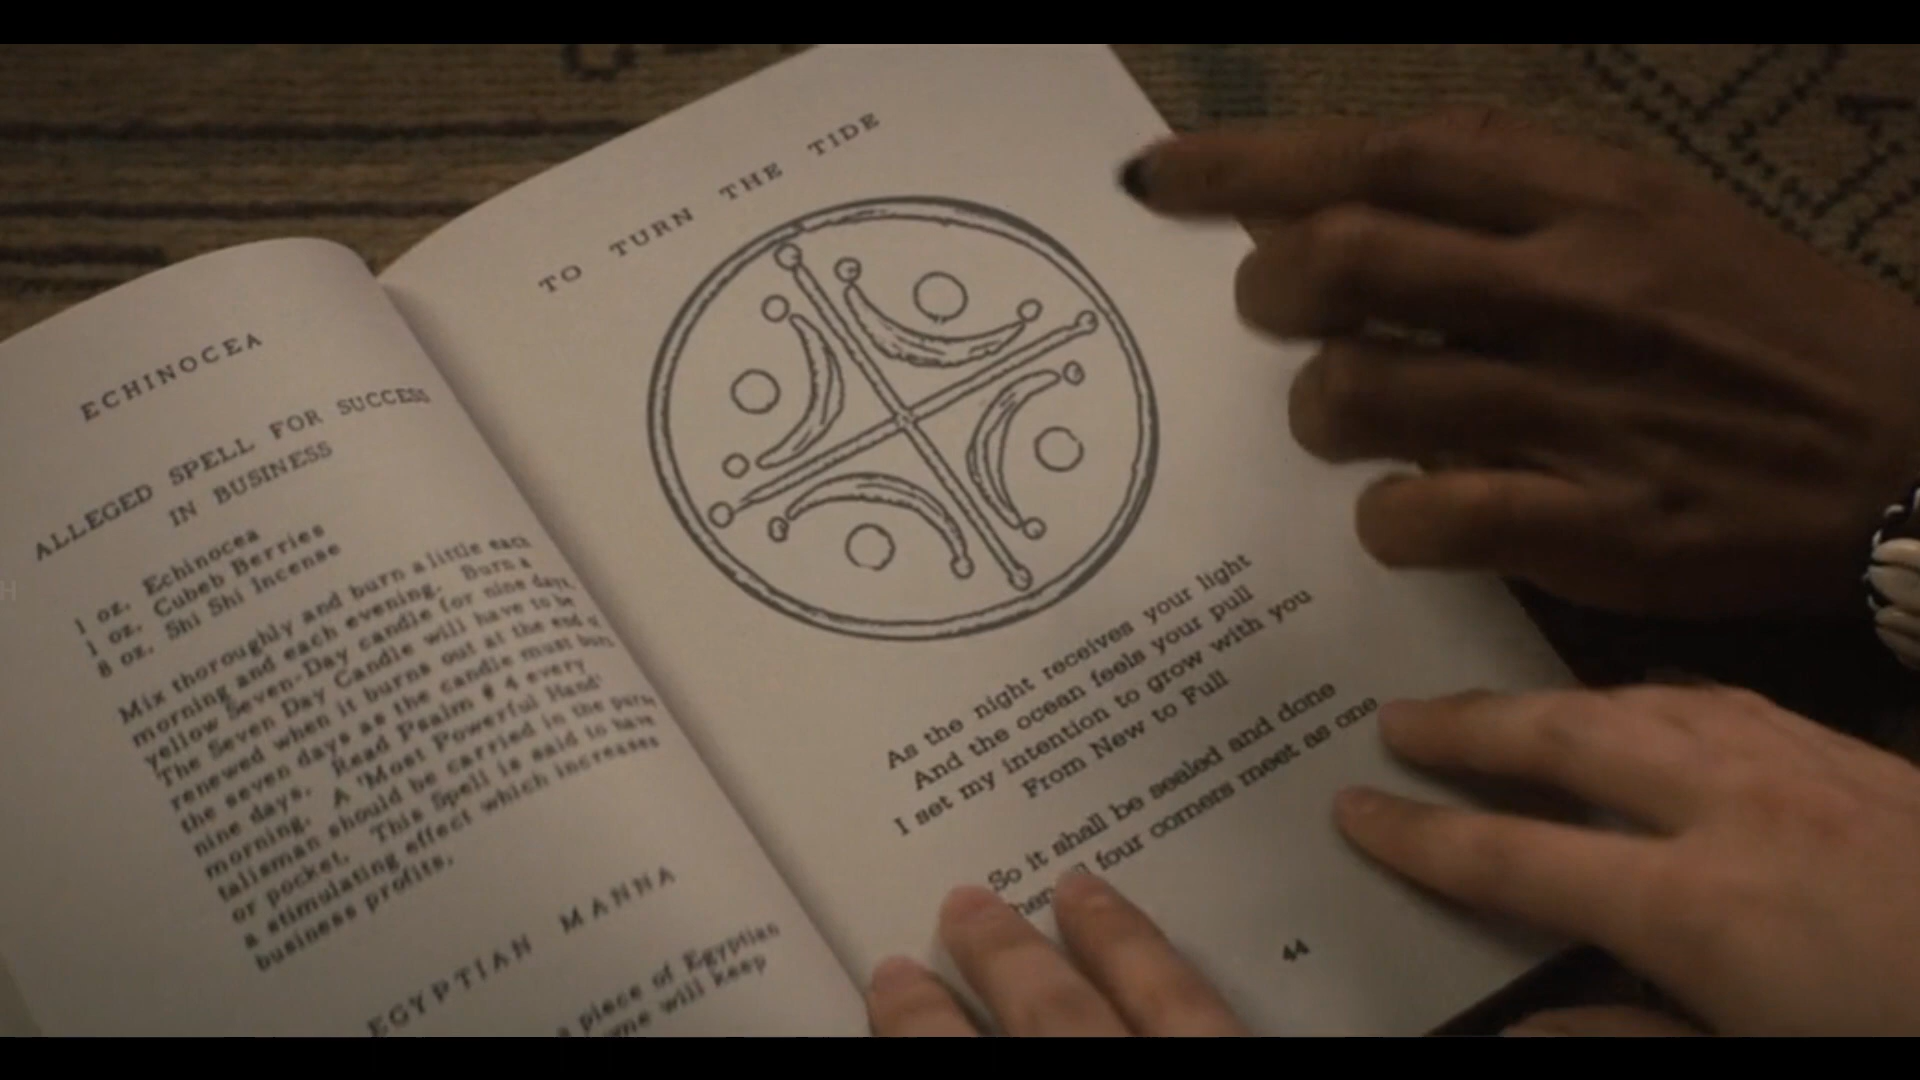 ECHINOCEA
ALLEGED SPELL FOR SUCCESS
IN BUSINESS
1 oz. Echinocea
1 oz. Cubeb Berries
8 oz. Shi Shi Incense
Mix thoroughly and burn a little each
morning and each evening. Burn a
yellow Seven-Day candle for nine days.
The Seven Day Candle will have to be
renewed when it burns out at the end of
the seven days as the candle must burn
nine days. Read Psalm # 4 every
morning. A 'Most Powerful Hand'
talisman should be carried in the purse
or pocket. This Spell is said to have
a stimulating effect which increases
business profits.
EGYPTIAN MANNA
a piece of Egyptian
will keep
TO TURN THE TIDE
As the night receives your light
And the ocean feels your pull
I set my intention to grow with you
From New to Full
So it shall be sealed and done
four corners meet as one
44